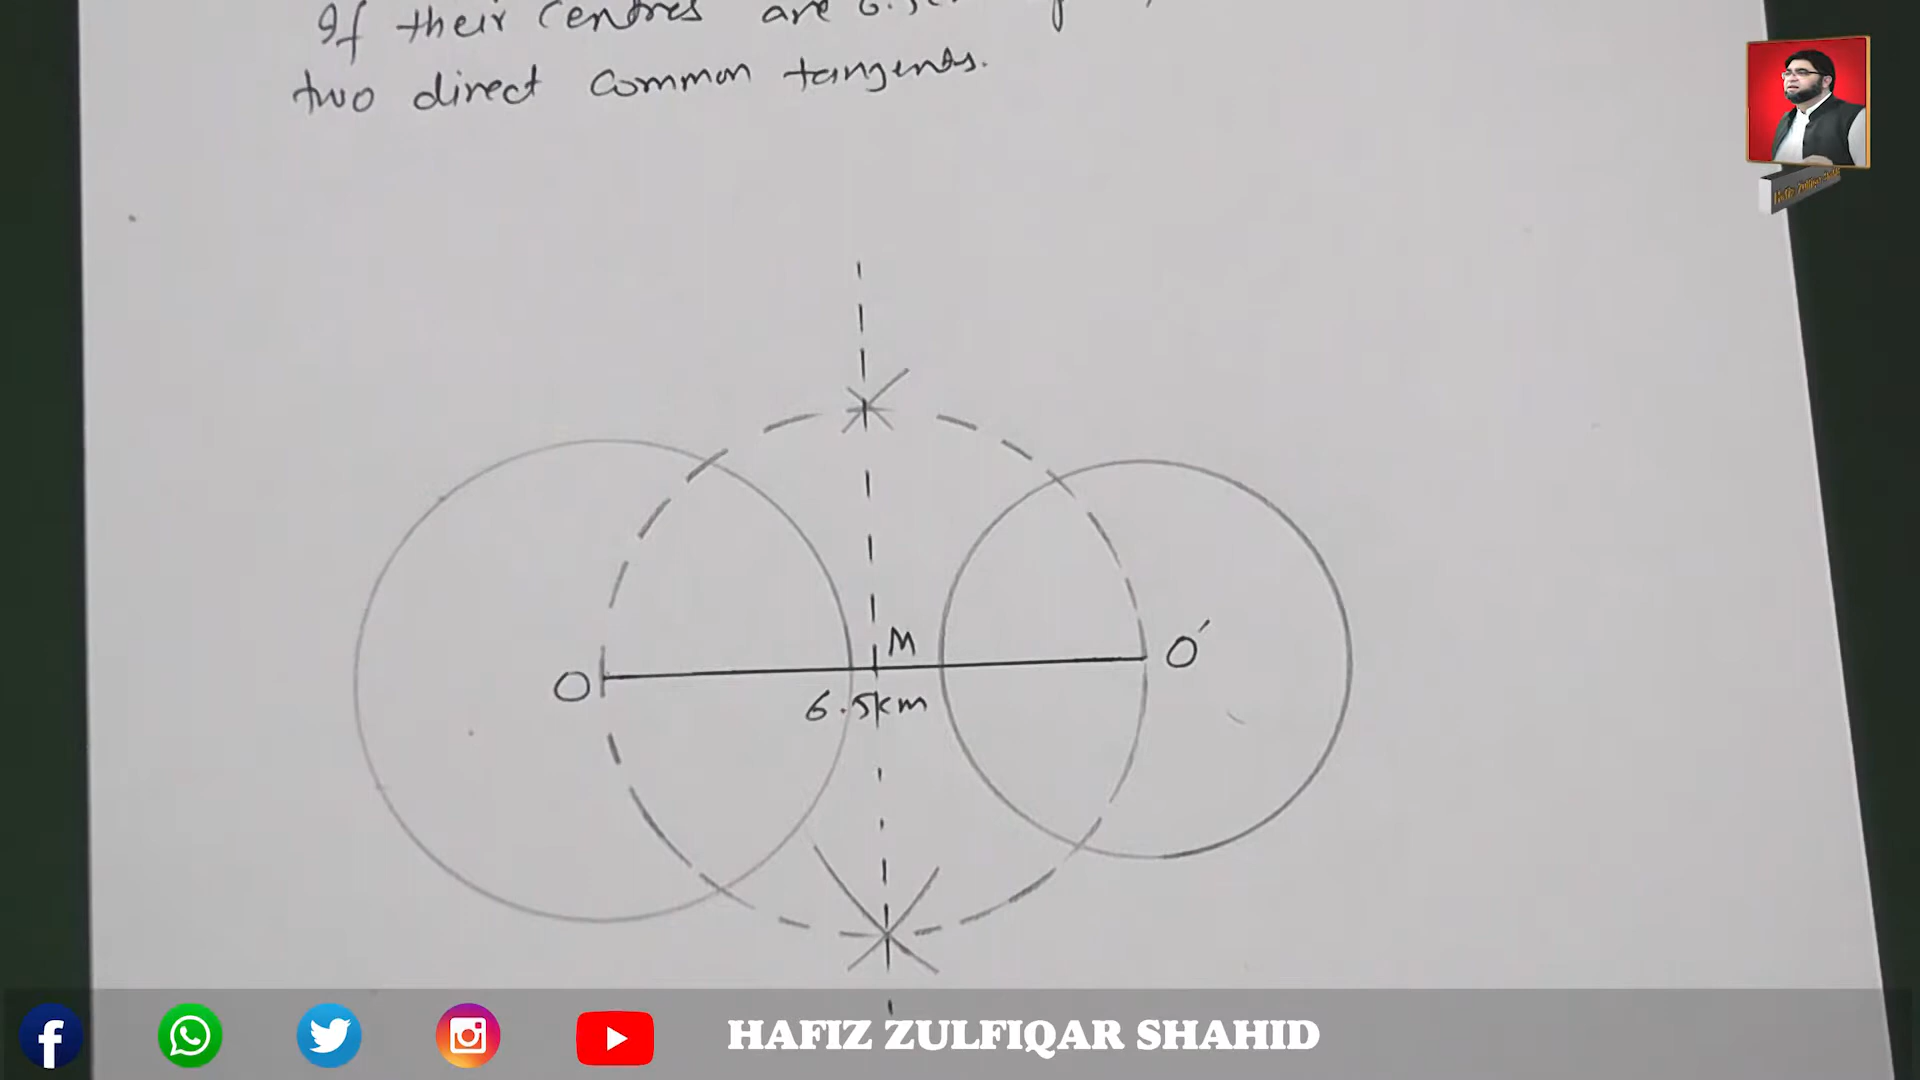 If their Centres are
two direct common tangents.
M
O
O′
6.5km
HAFIZ ZULFIQAR SHAHID